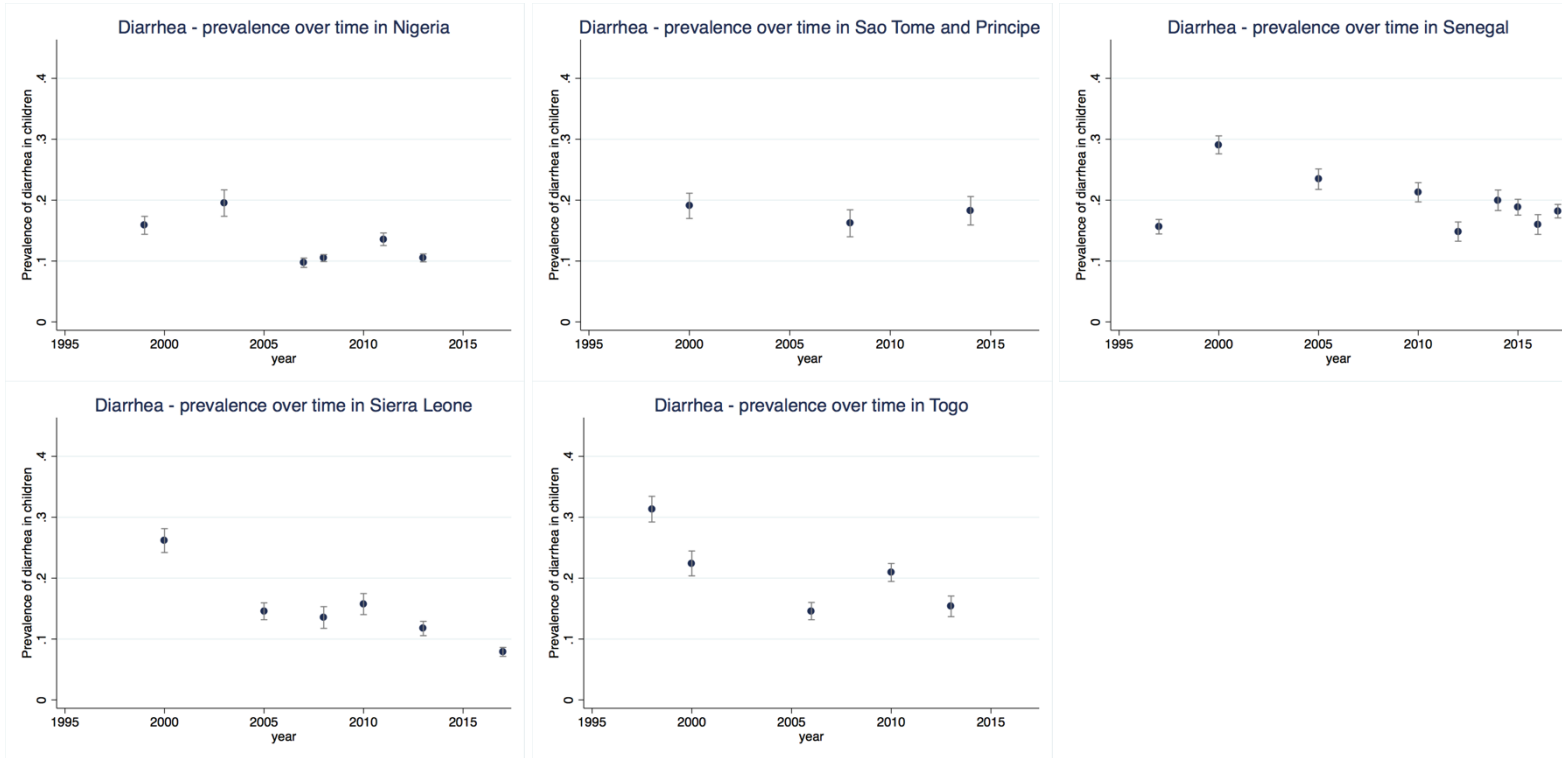 Diarrhea - prevalence over time in Nigeria
Prevalence of diarrhea in children
.4
.3
.2
.1
0
1995 2000 2005 2010 2015
year
Diarrhea - prevalence over time in Sao Tome and Principe
Prevalence of diarrhea in children
.4
.3
.2
.1
0
1995 2000 2005 2010 2015
year
Diarrhea - prevalence over time in Senegal
Prevalence of diarrhea in children
.4
.3
.2
.1
0
1995 2000 2005 2010 2015
year
Diarrhea - prevalence over time in Sierra Leone
Prevalence of diarrhea in children
.4
.3
.2
.1
0
1995 2000 2005 2010 2015
year
Diarrhea - prevalence over time in Togo
Prevalence of diarrhea in children
.4
.3
.2
.1
0
1995 2000 2005 2010 2015
year